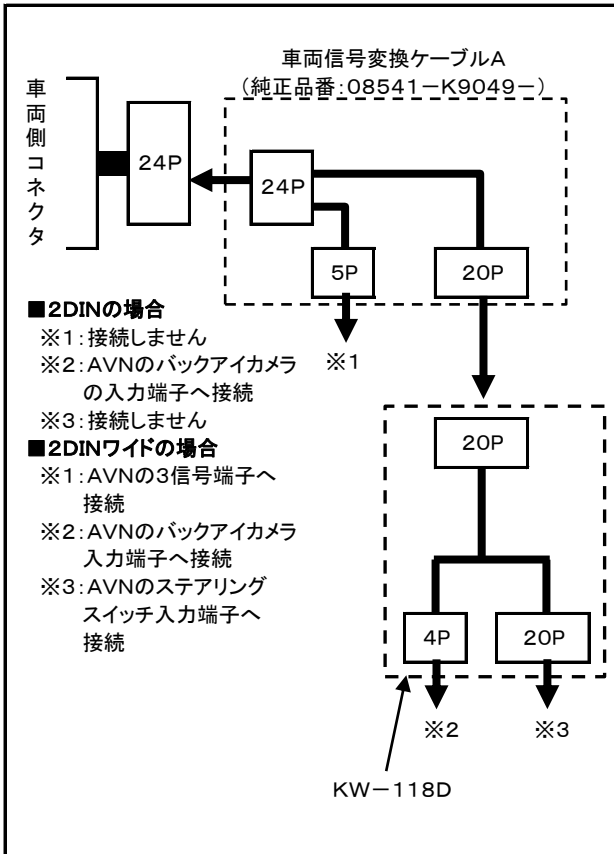 車両信号変換ケーブルA
(純正品番:08541－K9049－)
車両側コネクタ
24P
24P
5P
20P
※1
■2DINの場合
※1:接続しません
※2:AVNのバックアイカメラ
の入力端子へ接続
※3:接続しません
■2DINワイドの場合
※1:AVNの3信号端子へ
接続
※2:AVNのバックアイカメラ
入力端子へ接続
※3:AVNのステアリング
スイッチ入力端子へ
接続
20P
4P
20P
※2
※3
KW－118D